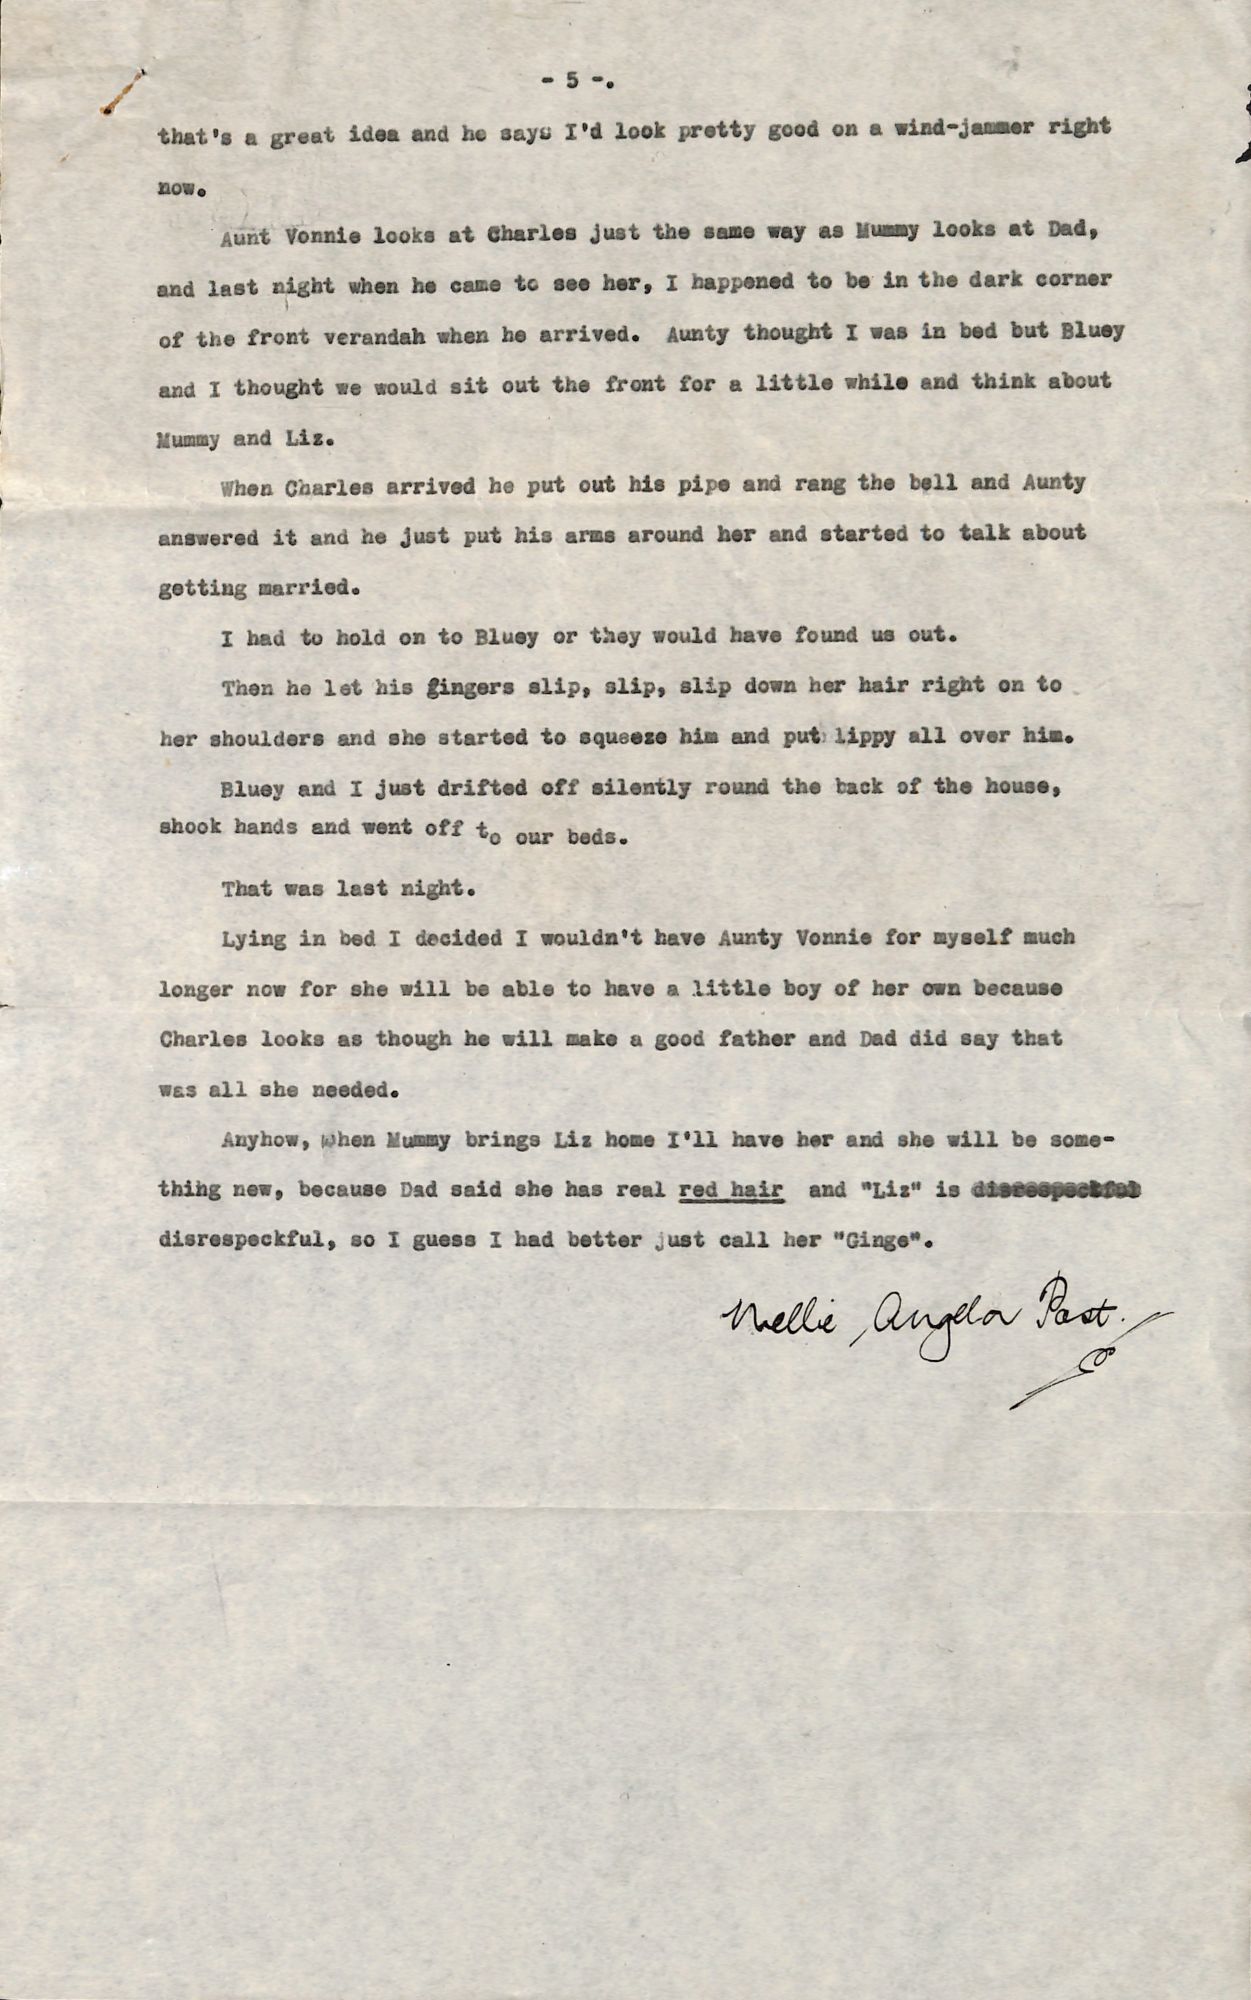 - 5 -.
that's a great idea and he says I'd look pretty good on a wind-jammer right
now.
Aunt Vonnie looks at Charles just the same way as Mummy looks at Dad,
and last night when he came to see her, I happened to be in the dark corner
of the front verandah when he arrived. Aunty thought I was in bed but Bluey
and I thought we would sit out the front for a little while and think about
Mummy and Liz.
When Charles arrived he put out his pipe and rang the bell and Aunty
answered it and he just put his arms around her and started to talk about
getting married.
I had to hold on to Bluey or they would have found us out.
Then he let his gingers slip, slip, slip down her hair right on to
her shoulders and she started to squeeze him and put lippy all over him.
Bluey and I just drifted off silently round the back of the house,
shook hands and went off to our beds.
That was last night.
Lying in bed I decided I wouldn't have Aunty Vonnie for myself much
longer now for she will be able to have a little boy of her own because
Charles looks as though he will make a good father and Dad did say that
was all she needed.
Anyhow, when Mummy brings Liz home I'll have her and she will be some-
thihg new, because Dad said she has real red hair and "Liz" is disrespectful
disrespeckful, so I guess I had better just call her "Ginge".
Nellie Angela Post.